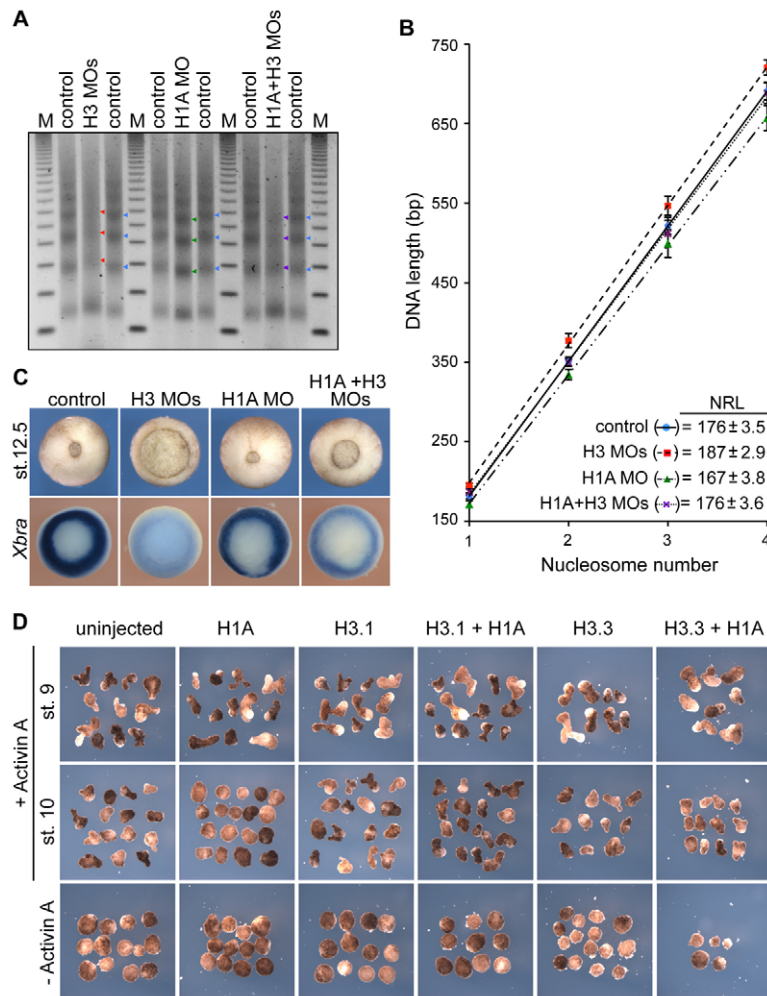 A
M
control
H3 MOs
control
M
control
H1A MO
control
M
control
H1A+H3 MOs
control
M
B
DNA length (bp)
750
650
550
450
350
250
150
1
2
3
4
Nucleosome number
NRL
control (-●-)= 176±3.5
H3 MOs (-■-)= 187±2.9
H1A MO (-▲-)= 167±3.8
H1A+H3 MOs (··×··)= 176±3.6
C
control
H3 MOs
H1A MO
H1A +H3
MOs
st.12.5
Xbra
D
uninjected
H1A
H3.1
H3.1 + H1A
H3.3
H3.3 + H1A
+ Activin A
st. 9
st. 10
- Activin A